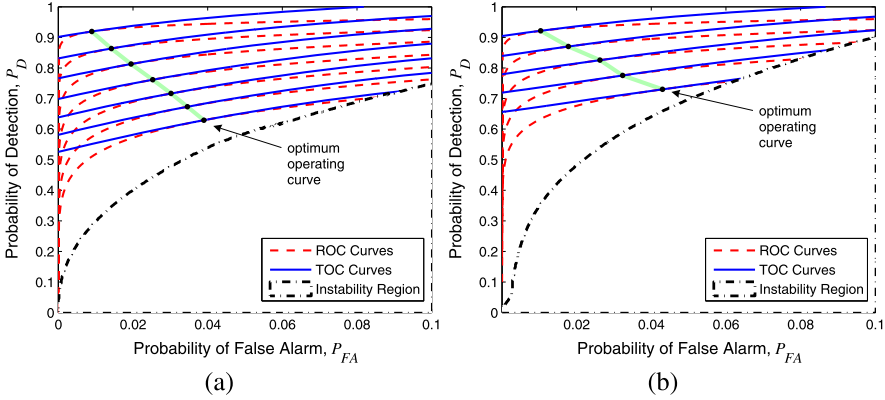 1
0.9
0.8
0.7
0.6
0.5
0.4
0.3
0.2
0.1
0
Probability of Detection, P_D
optimum
operating
curve
ROC Curves
TOC Curves
Instability Region
0 0.02 0.04 0.06 0.08 0.1
Probability of False Alarm, P_FA
(a)
1
0.9
0.8
0.7
0.6
0.5
0.4
0.3
0.2
0.1
0
Probability of Detection, P_D
optimum
operating
curve
ROC Curves
TOC Curves
Instability Region
0.02 0.04 0.06 0.08 0.1
Probability of False Alarm, P_FA
(b)